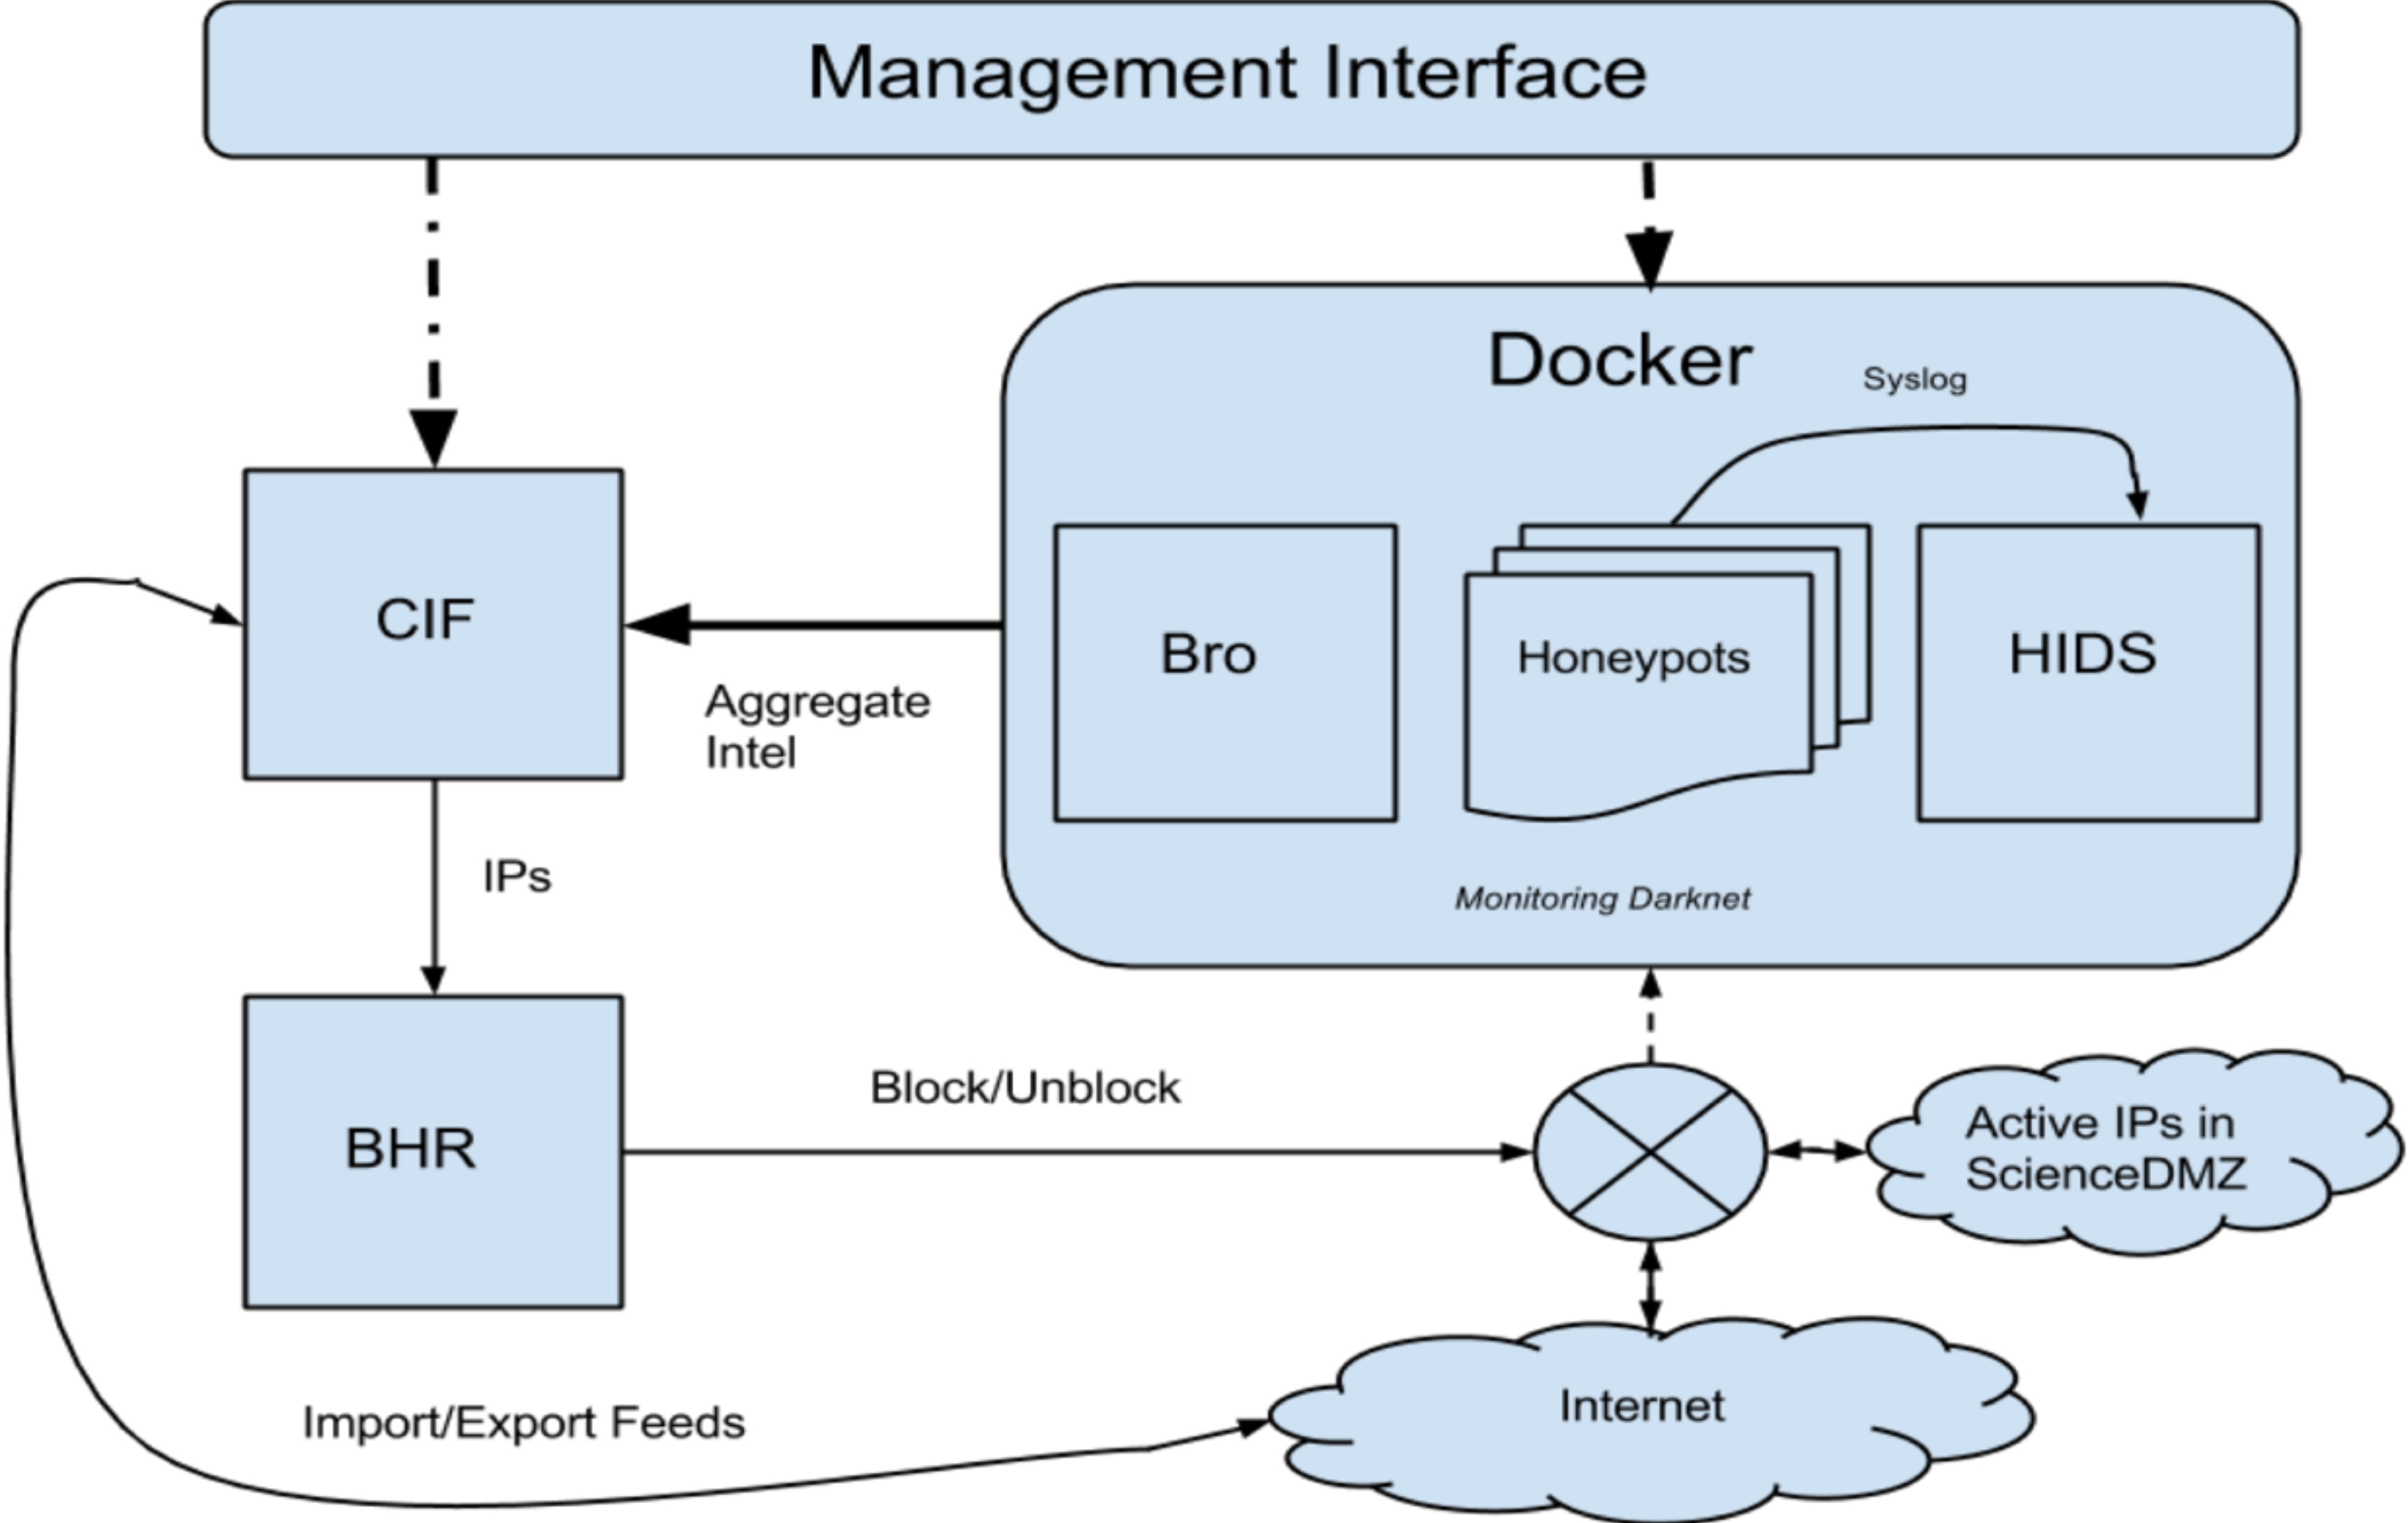 Management Interface
Docker
Syslog
CIF
Aggregate
Intel
Bro
Honeypots
HIDS
IPs
Monitoring Darknet
BHR
Block/Unblock
Active IPs in
ScienceDMZ
Import/Export Feeds
Internet